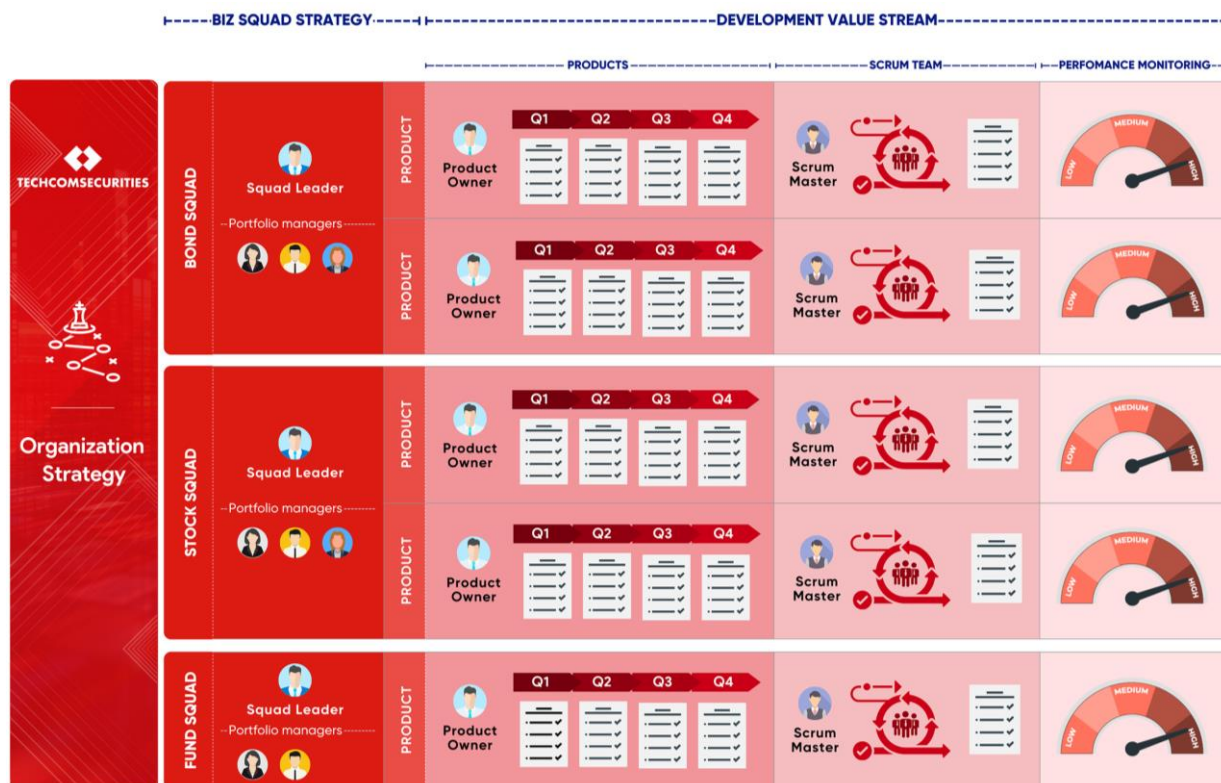 BIZ SQUAD STRATEGY
DEVELOPMENT VALUE STREAM
PRODUCTS
SCRUM TEAM
PERFOMANCE MONITORING
TECHCOMSECURITIES
Organization
Strategy
BOND SQUAD
Squad Leader
Portfolio managers
PRODUCT
Product
Owner
Q1 Q2 Q3 Q4
Scrum
Master
LOW MEDIUM HIGH
PRODUCT
Product
Owner
Q1 Q2 Q3 Q4
Scrum
Master
LOW MEDIUM HIGH
STOCK SQUAD
Squad Leader
Portfolio managers
PRODUCT
Product
Owner
Q1 Q2 Q3 Q4
Scrum
Master
LOW MEDIUM HIGH
PRODUCT
Product
Owner
Q1 Q2 Q3 Q4
Scrum
Master
LOW MEDIUM HIGH
FUND SQUAD
Squad Leader
Portfolio managers
PRODUCT
Product
Owner
Q1 Q2 Q3 Q4
Scrum
Master
LOW MEDIUM HIGH